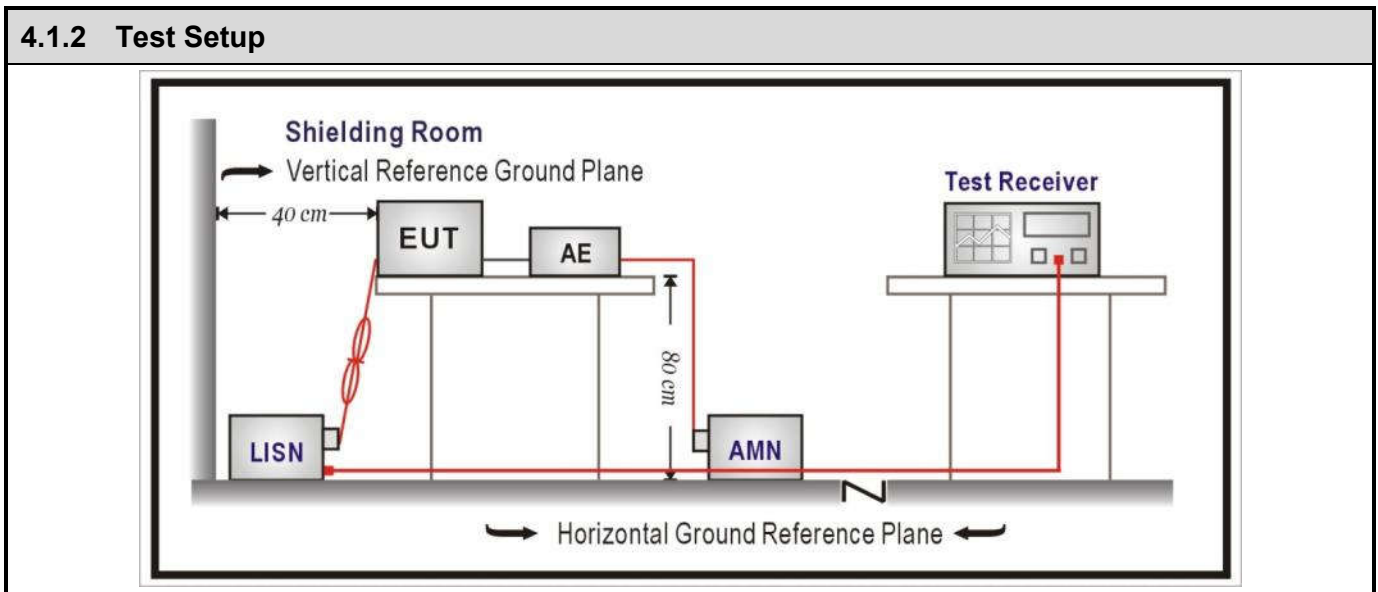 4.1.2 Test Setup
Shielding Room
Vertical Reference Ground Plane
40 cm
Test Receiver
EUT
AE
80 cm
LISN
AMN
Horizontal Ground Reference Plane